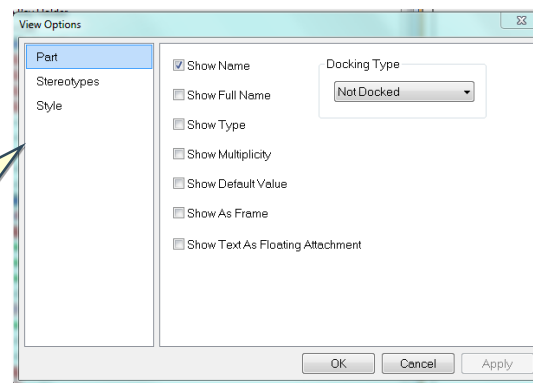 View Options
Part
Stereotypes
Style
Show Name
Show Full Name
Show Type
Show Multiplicity
Show Default Value
Show As Frame
Show Text As Floating Attachment
Docking Type
Not Docked
OK
Cancel
Apply